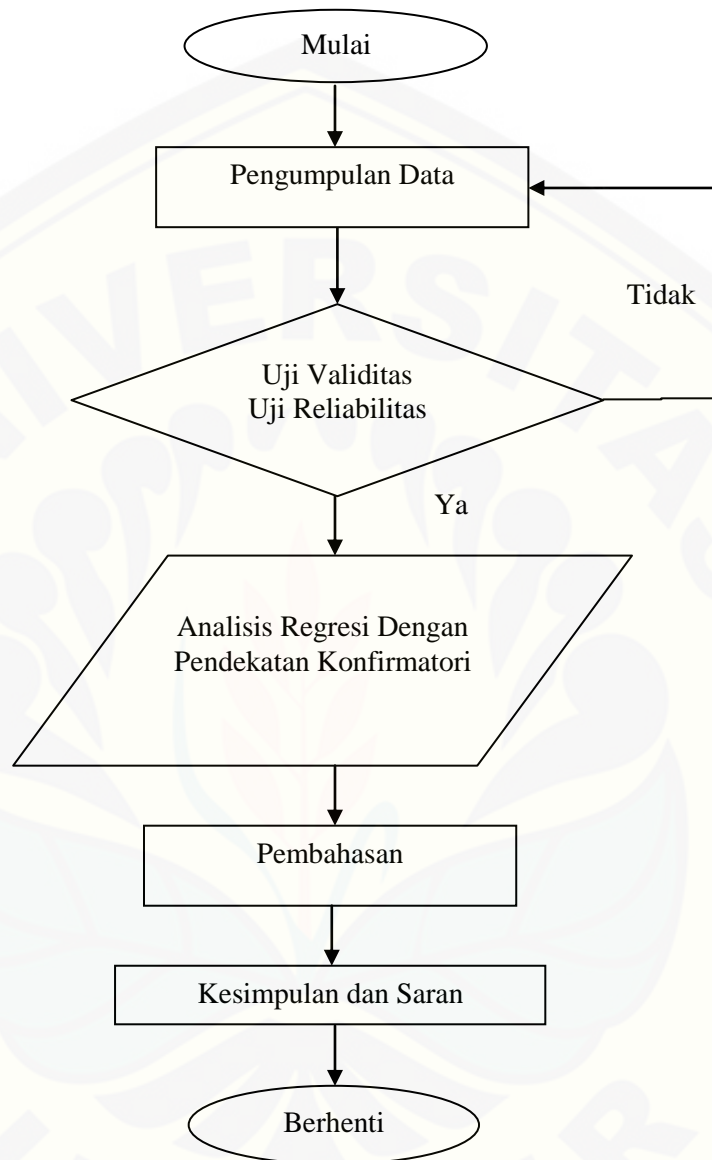 Mulai
Pengumpulan Data
Tidak
Uji Validitas
Uji Reliabilitas
Ya
Analisis Regresi Dengan
Pendekatan Konfirmatori
Pembahasan
Kesimpulan dan Saran
Berhenti